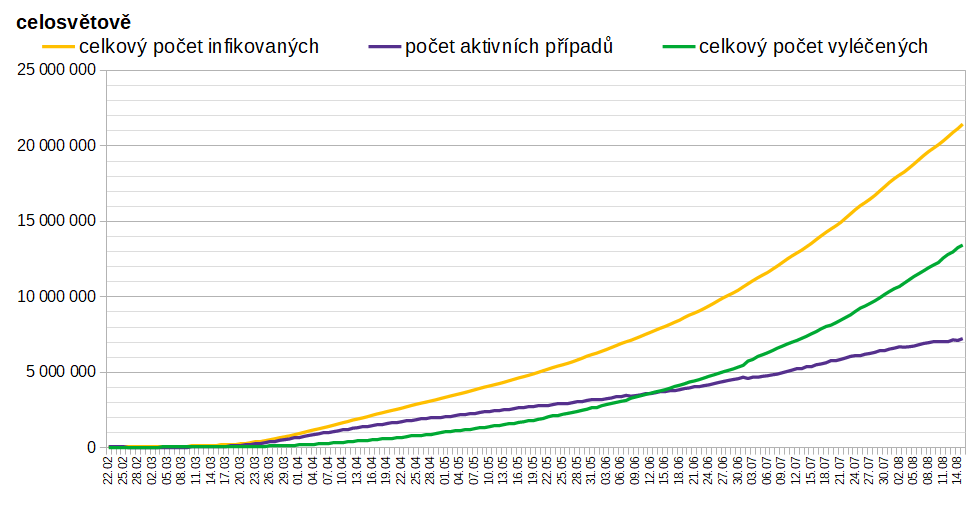 celosvětově
celkový počet infikovaných počet aktivních případů celkový počet vyléčených
25 000 000
20 000 000
15 000 000
10 000 000
5 000 000
0
22.02 25.02 28.02 02.03 05.03 08.03 11.03 14.03 17.03 20.03 23.03 26.03 29.03 01.04 04.04 07.04 10.04 13.04 16.04 19.04 22.04 25.04 28.04 01.05 04.05 07.05 10.05 13.05 16.05 19.05 22.05 25.05 28.05 31.05 03.06 06.06 09.06 12.06 15.06 18.06 21.06 24.06 27.06 30.06 03.07 06.07 09.07 12.07 15.07 18.07 21.07 24.07 27.07 30.07 02.08 05.08 08.08 11.08 14.08